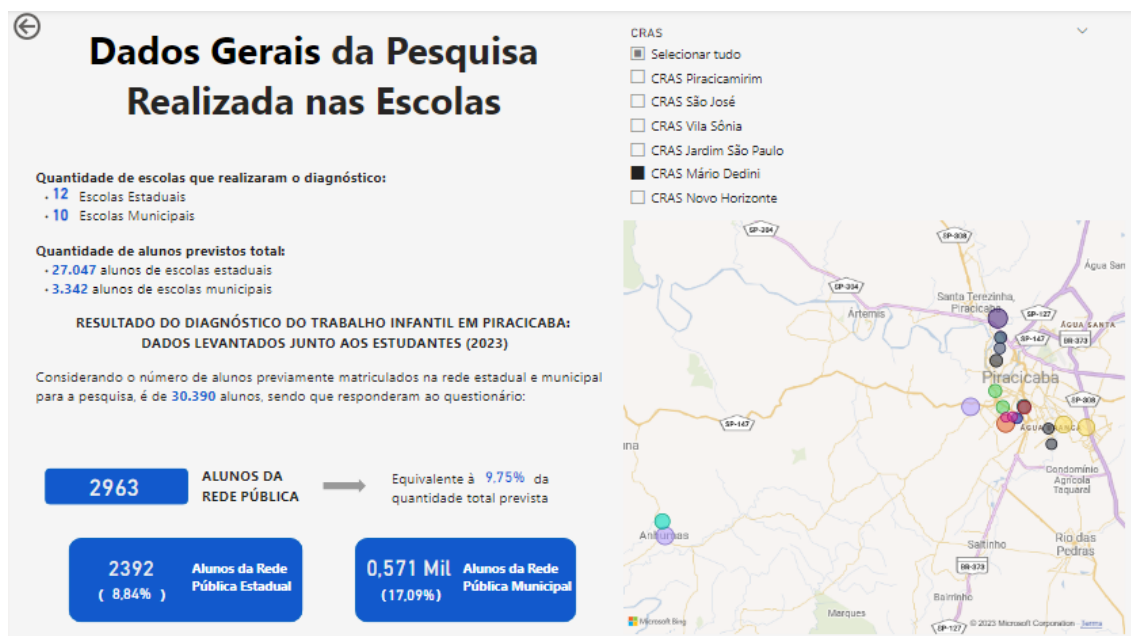 Dados Gerais da Pesquisa
Realizada nas Escolas
Quantidade de escolas que realizaram o diagnóstico:
• 12 Escolas Estaduais
• 10 Escolas Municipais
Quantidade de alunos previstos total:
• 27.047 alunos de escolas estaduais
• 3.342 alunos de escolas municipais
RESULTADO DO DIAGNÓSTICO DO TRABALHO INFANTIL EM PIRACICABA:
DADOS LEVANTADOS JUNTO AOS ESTUDANTES (2023)
Considerando o número de alunos previamente matriculados na rede estadual e municipal
para a pesquisa, é de 30.390 alunos, sendo que responderam ao questionário:
2963
ALUNOS DA
REDE PÚBLICA
Equivalente à 9,75% da
quantidade total prevista
2392
( 8,84% )
Alunos da Rede
Pública Estadual
0,571 Mil
(17,09%)
Alunos da Rede
Pública Municipal
CRAS
Selecionar tudo
CRAS Piracicamirim
CRAS São José
CRAS Vila Sônia
CRAS Jardim São Paulo
CRAS Mário Dedini
CRAS Novo Horizonte
SP-304
SP-308
Água San
SP-304
Santa Terezinha,
Piracicaba
Ártemis
SP-127
ÁGUA SANTA
SP-147
BR-373
Piracicaba
SP-308
SP-147
na
Condomínio
Agrícola
Taquaral
Saltinho
Rio das
Pedras
BR-373
Bairrinho
Marques
SP-127
Microsoft Bing
© 2023 Microsoft Corporation Terms